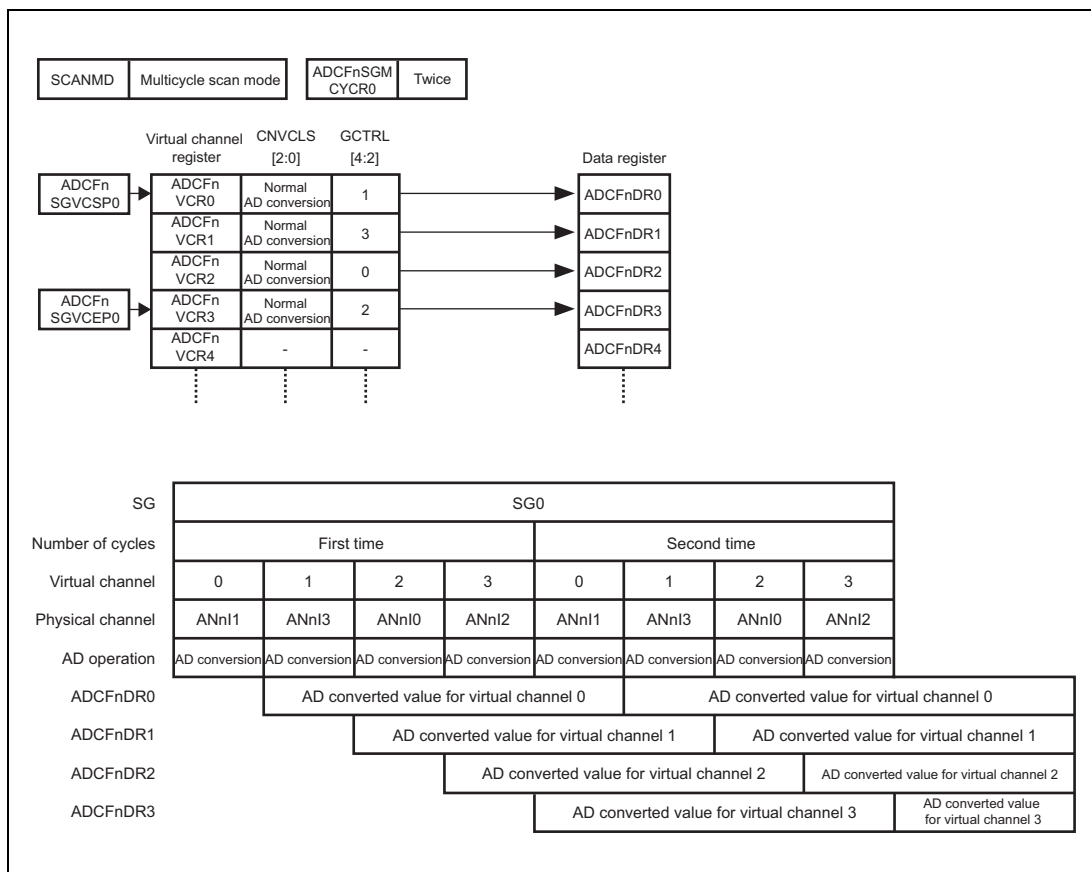 SCANMD Multicycle scan mode ADCFnSGM CYCR0 Twice
Virtual channel register CNVCLS [2:0] GCTRL [4:2] Data register
ADCFn SGVCSP0 ADCFn VCR0 Normal AD conversion 1 ADCFnDR0
ADCFn VCR1 Normal AD conversion 3 ADCFnDR1
ADCFn VCR2 Normal AD conversion 0 ADCFnDR2
ADCFn SGVCEP0 ADCFn VCR3 Normal AD conversion 2 ADCFnDR3
ADCFn VCR4 - - ADCFnDR4
SG SG0
Number of cycles First time Second time
Virtual channel 0 1 2 3 0 1 2 3
Physical channel ANnI1 ANnI3 ANnI0 ANnI2 ANnI1 ANnI3 ANnI0 ANnI2
AD operation AD conversion AD conversion AD conversion AD conversion AD conversion AD conversion AD conversion AD conversion
ADCFnDR0 AD converted value for virtual channel 0 AD converted value for virtual channel 0
ADCFnDR1 AD converted value for virtual channel 1 AD converted value for virtual channel 1
ADCFnDR2 AD converted value for virtual channel 2 AD converted value for virtual channel 2
ADCFnDR3 AD converted value for virtual channel 3 AD converted value for virtual channel 3